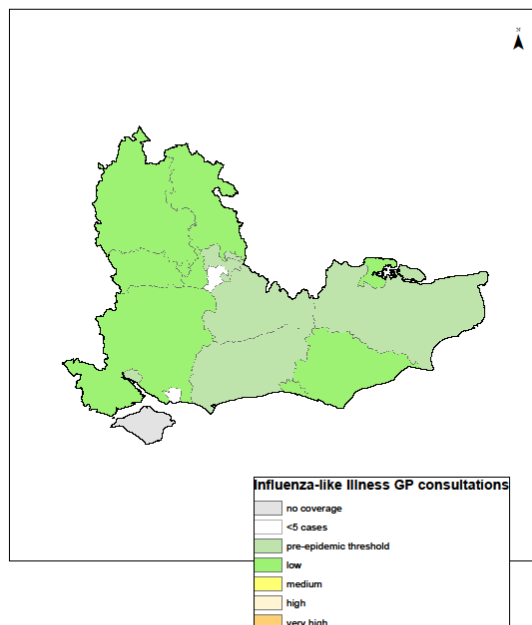 N
Influenza-like Illness GP consultations
no coverage
<5 cases
pre-epidemic threshold
low
medium
high
very high